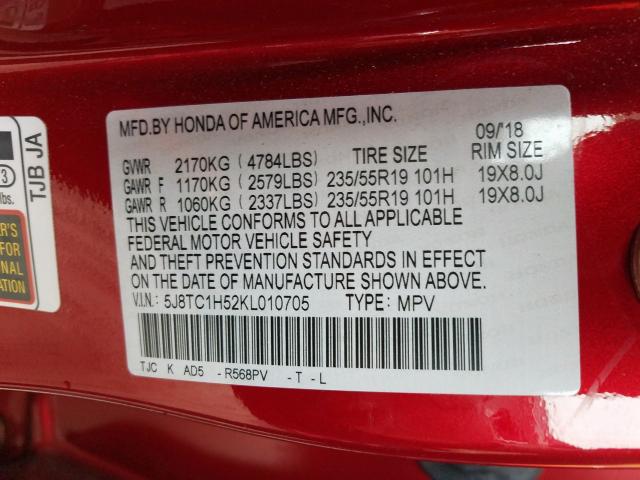 MFD.BY HONDA OF AMERICA MFG.,INC.
09/'18
GVWR 2170KG (4784LBS) TIRE SIZE RIM SIZE
GAWR F 1170KG (2579LBS) 235/55R19 101H 19X8.0J
GAWR R 1060KG (2337LBS) 235/55R19 101H 19X8.0J
THIS VEHICLE CONFORMS TO ALL APPLICABLE
FEDERAL MOTOR VEHICLE SAFETY
AND THEFT PREVENTION STANDARDS IN EFFECT
ON THE DATE OF MANUFACTURE SHOWN ABOVE.
V.I.N.: 5J8TC1H52KL010705 TYPE: MPV
TJC K AD5 -R568PV -T -L
TJB JA
3
lbs.